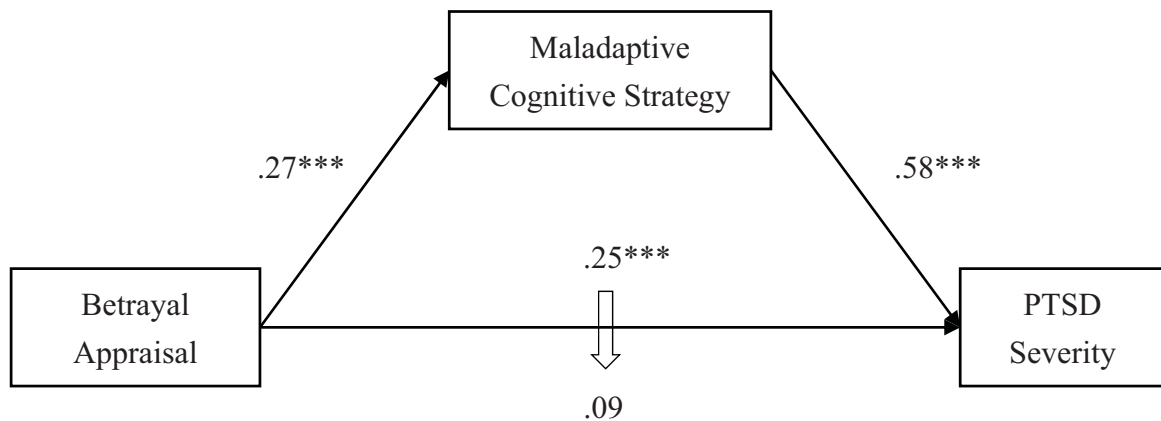 Maladaptive
Cognitive Strategy
.27***
.58***
.25***
Betrayal
Appraisal
PTSD
Severity
.09